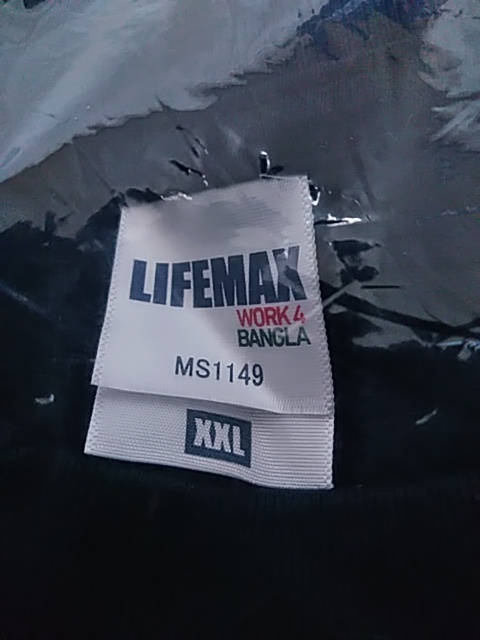 LIFEMAX
WORK 4
BANGLA
MS1149
XXL